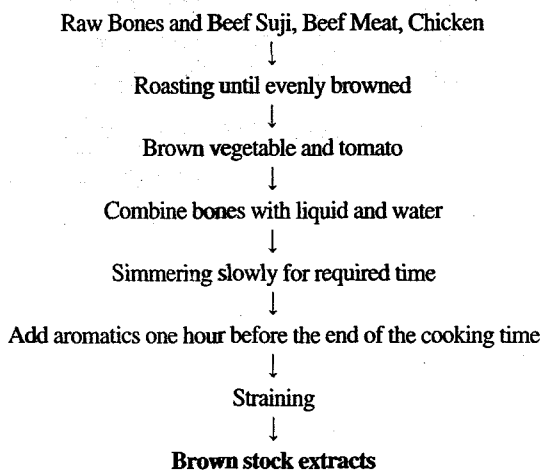 Raw Bones and Beef Suji, Beef Meat, Chicken
↓
Roasting until evenly browned
↓
Brown vegetable and tomato
↓
Combine bones with liquid and water
↓
Simmering slowly for required time
↓
Add aromatics one hour before the end of the cooking time
↓
Straining
↓
Brown stock extracts